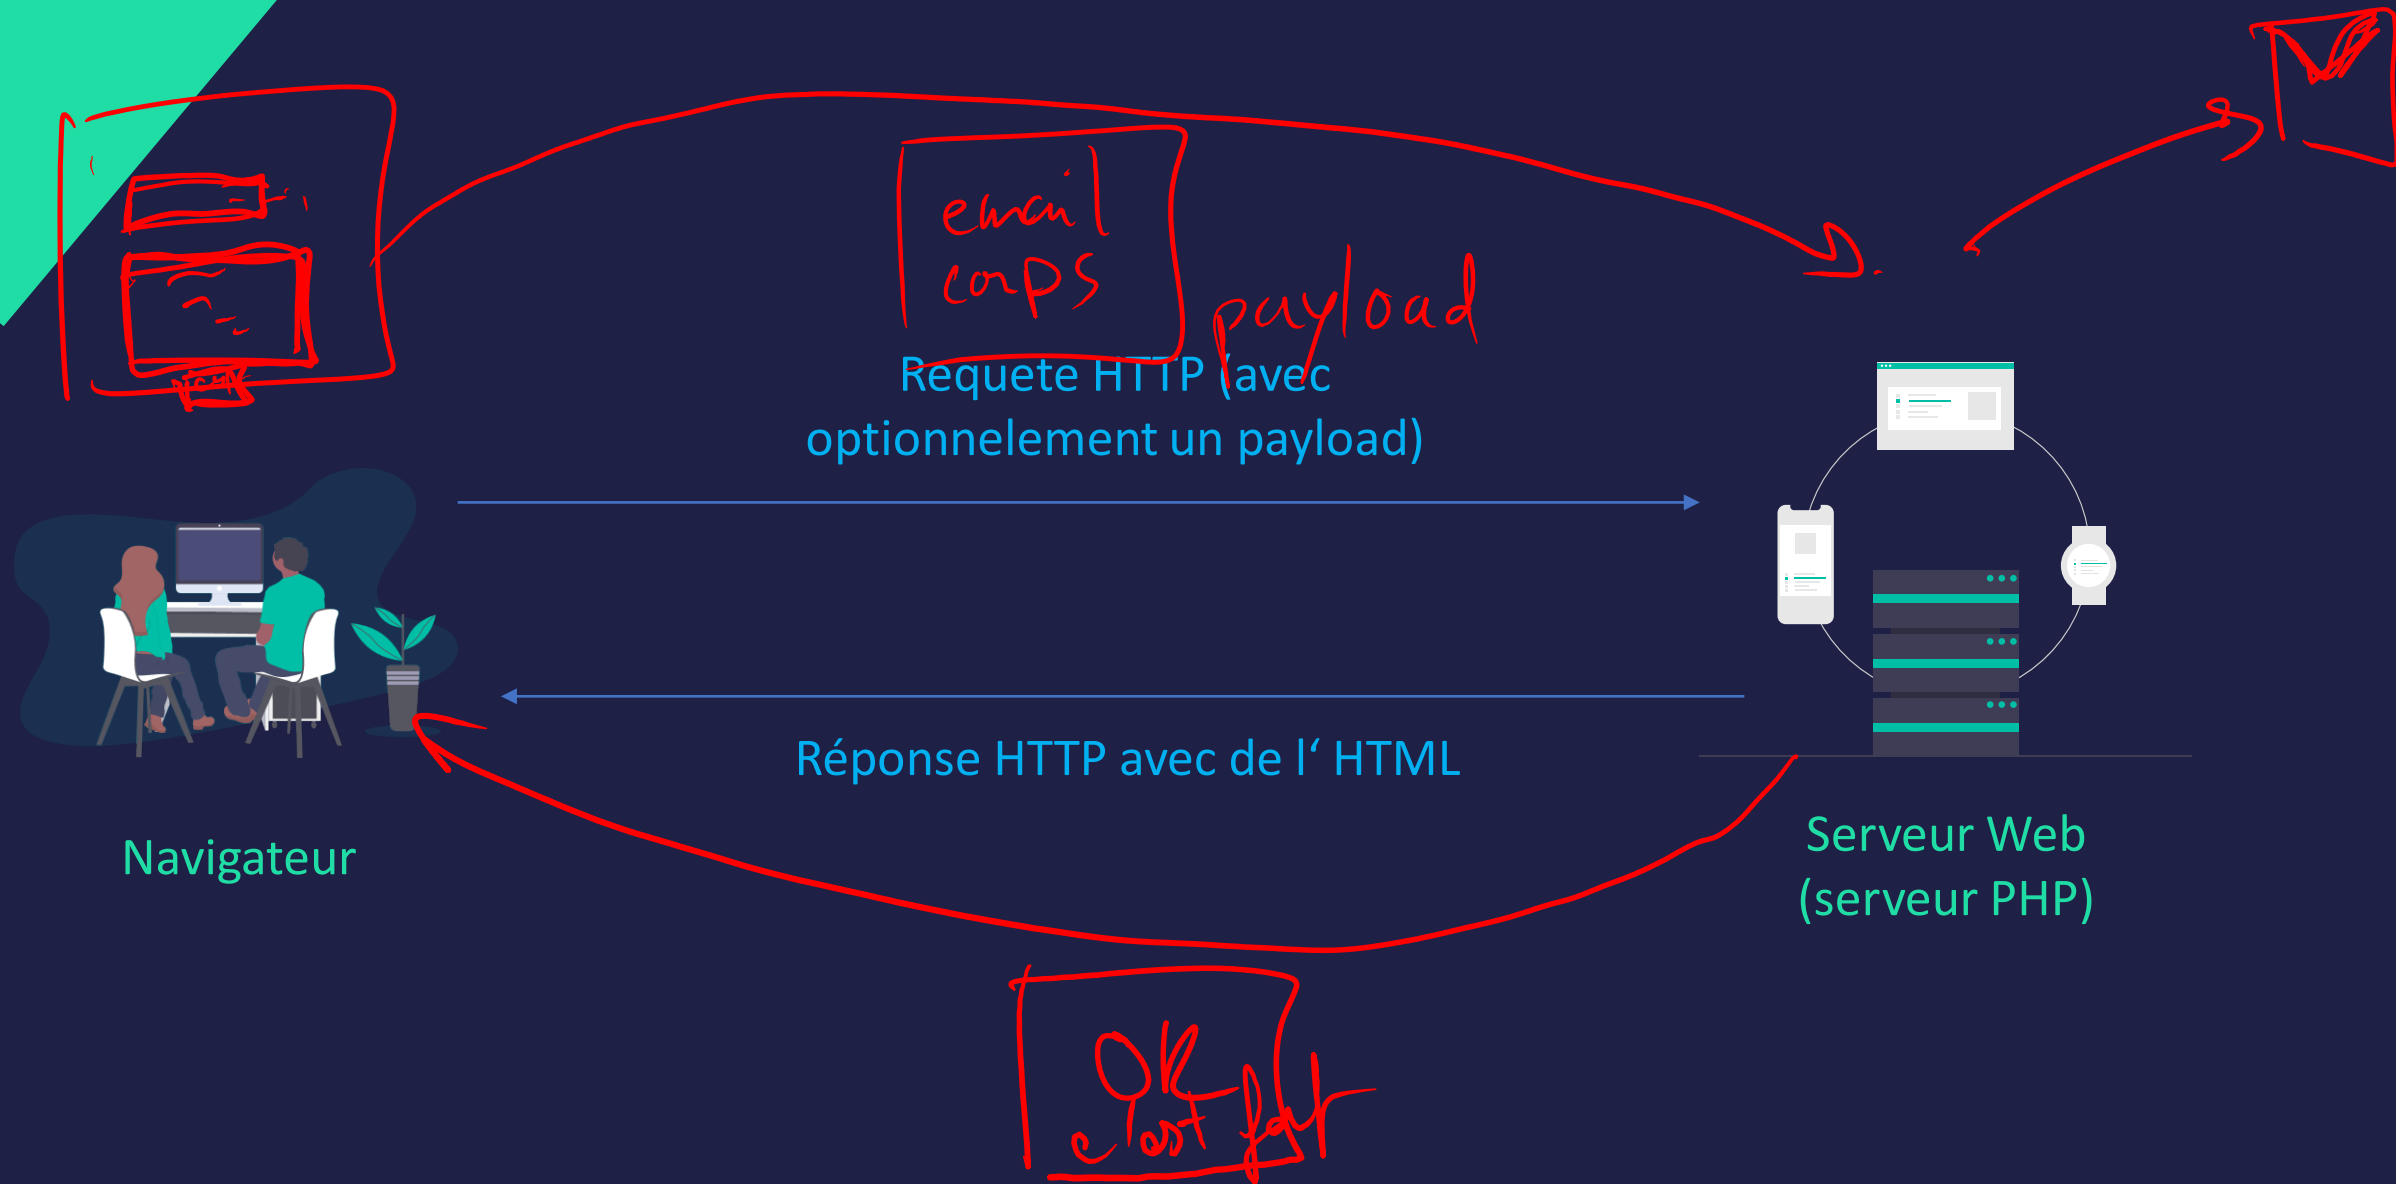 email
corps
payload
Requete HTTP (avec
optionnelement un payload)
Réponse HTTP avec de l‘ HTML
Navigateur
Serveur Web
(serveur PHP)
OK
c'est fait